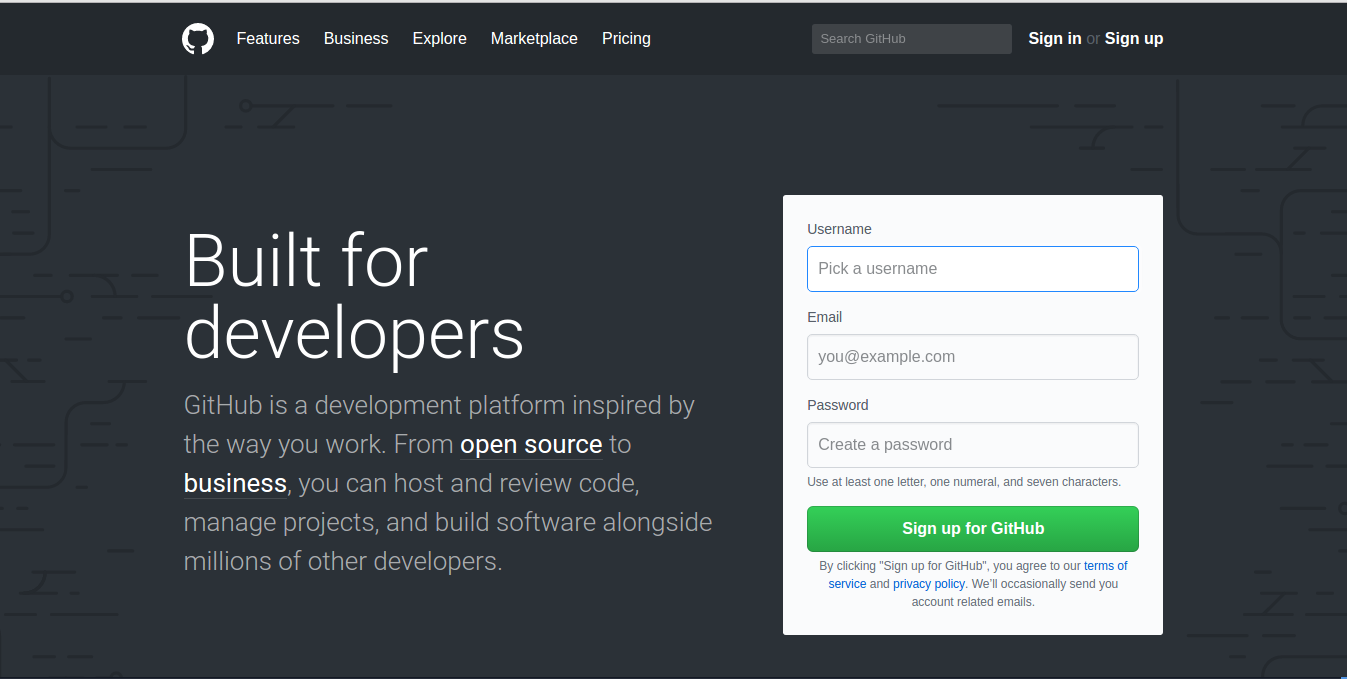 Features Business Explore Marketplace Pricing Search GitHub Sign in or Sign up
Built for
developers
GitHub is a development platform inspired by
the way you work. From open source to
business, you can host and review code,
manage projects, and build software alongside
millions of other developers.
Username
Pick a username
Email
you@example.com
Password
Create a password
Use at least one letter, one numeral, and seven characters.
Sign up for GitHub
By clicking "Sign up for GitHub", you agree to our terms of
service and privacy policy. We’ll occasionally send you
account related emails.